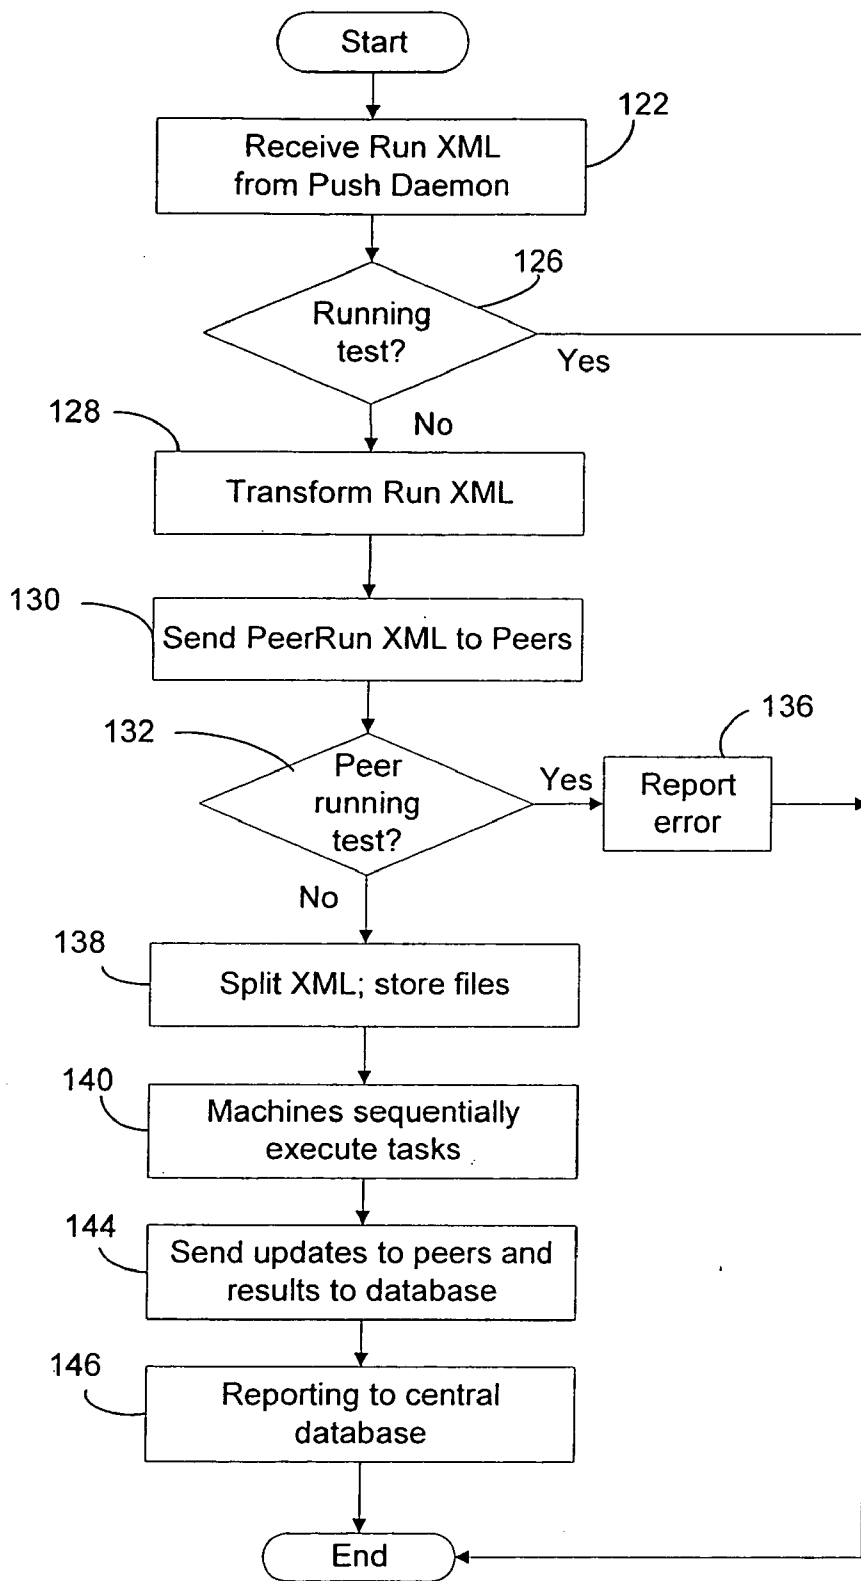 Start
122
Receive Run XML
from Push Daemon
126
Running
test?
Yes
No
128
Transform Run XML
130
Send PeerRun XML to Peers
132
Peer
running
test?
Yes
136
Report
error
No
138
Split XML; store files
140
Machines sequentially
execute tasks
144
Send updates to peers and
results to database
146
Reporting to central
database
End